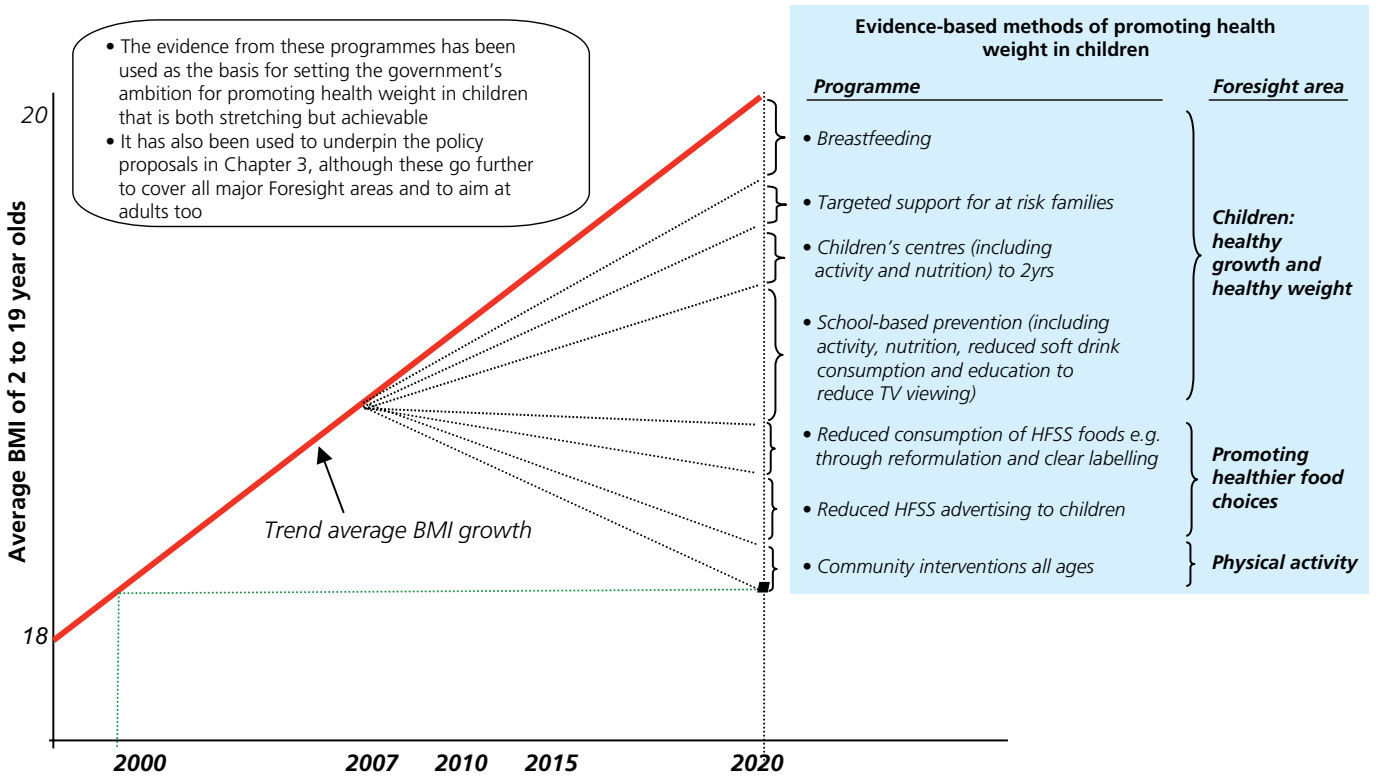 • The evidence from these programmes has been
used as the basis for setting the government's
ambition for promoting health weight in children
that is both stretching but achievable
• It has also been used to underpin the policy
proposals in Chapter 3, although these go further
to cover all major Foresight areas and to aim at
adults too
Average BMI of 2 to 19 year olds
20
18
Trend average BMI growth
2000
2007
2010
2015
2020
Evidence-based methods of promoting health
weight in children
Programme
Foresight area
• Breastfeeding
• Targeted support for at risk families
• Children's centres (including
activity and nutrition) to 2yrs
• School-based prevention (including
activity, nutrition, reduced soft drink
consumption and education to
reduce TV viewing)
Children:
healthy
growth and
healthy weight
• Reduced consumption of HFSS foods e.g.
through reformulation and clear labelling
• Reduced HFSS advertising to children
Promoting
healthier food
choices
• Community interventions all ages
Physical activity